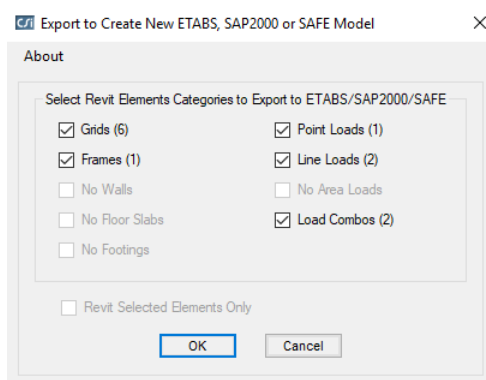 CSi Export to Create New ETABS, SAP2000 or SAFE Model
About
Select Revit Elements Categories to Export to ETABS/SAP2000/SAFE
Grids (6) Point Loads (1)
Frames (1) Line Loads (2)
No Walls No Area Loads
No Floor Slabs Load Combos (2)
No Footings
Revit Selected Elements Only
OK Cancel